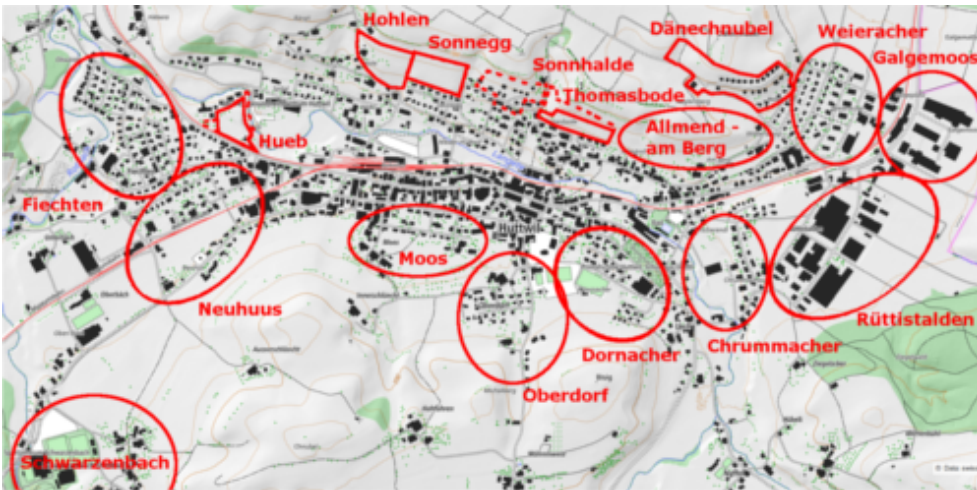 Hohlen
Sonnegg
Dänechnubel
Weieracher
Galgemoos
Sonnhalde
Thomasbode
Allmend -
am Berg
Hueb
Fiechten
Huttwil
Moos
Neuhuus
Rüttistalden
Chrummacher
Dornacher
Oberdorf
Schwarzenbach